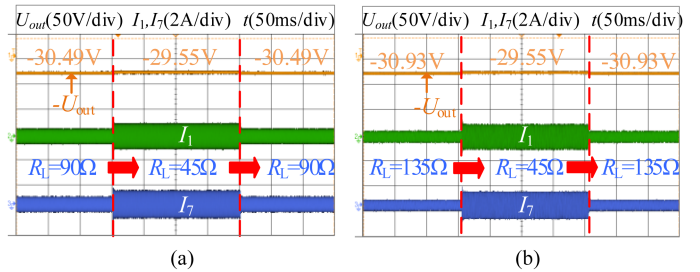 Uout(50V/div) I1,I7(2A/div) t(50ms/div)
-30.49V -29.55V -30.49V
-Uout
I1
RL=90Ω RL=45Ω RL=90Ω
I7
(a)
Uout(50V/div) I1,I7(2A/div) t(50ms/div)
-30.93V -29.55V -30.93V
-Uout
I1
RL=135Ω RL=45Ω RL=135Ω
I7
(b)